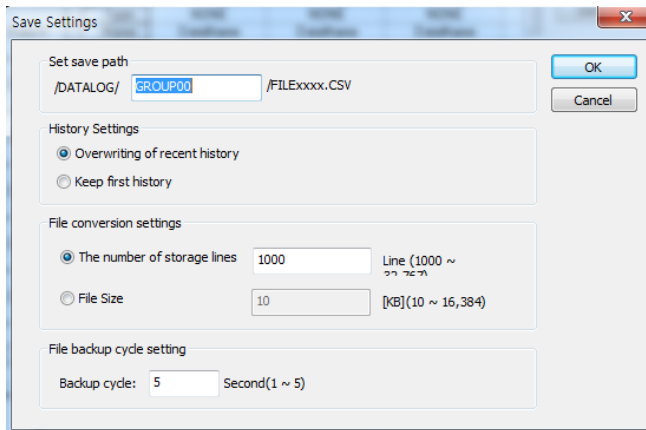 Save Settings
Set save path
/DATALOG/ GROUP00 /FILExxxx.CSV
OK
Cancel
History Settings
Overwriting of recent history
Keep first history
File conversion settings
The number of storage lines 1000 Line (1000 ~
32,767)
File Size 10 [KB](10 ~ 16,384)
File backup cycle setting
Backup cycle: 5 Second(1 ~ 5)